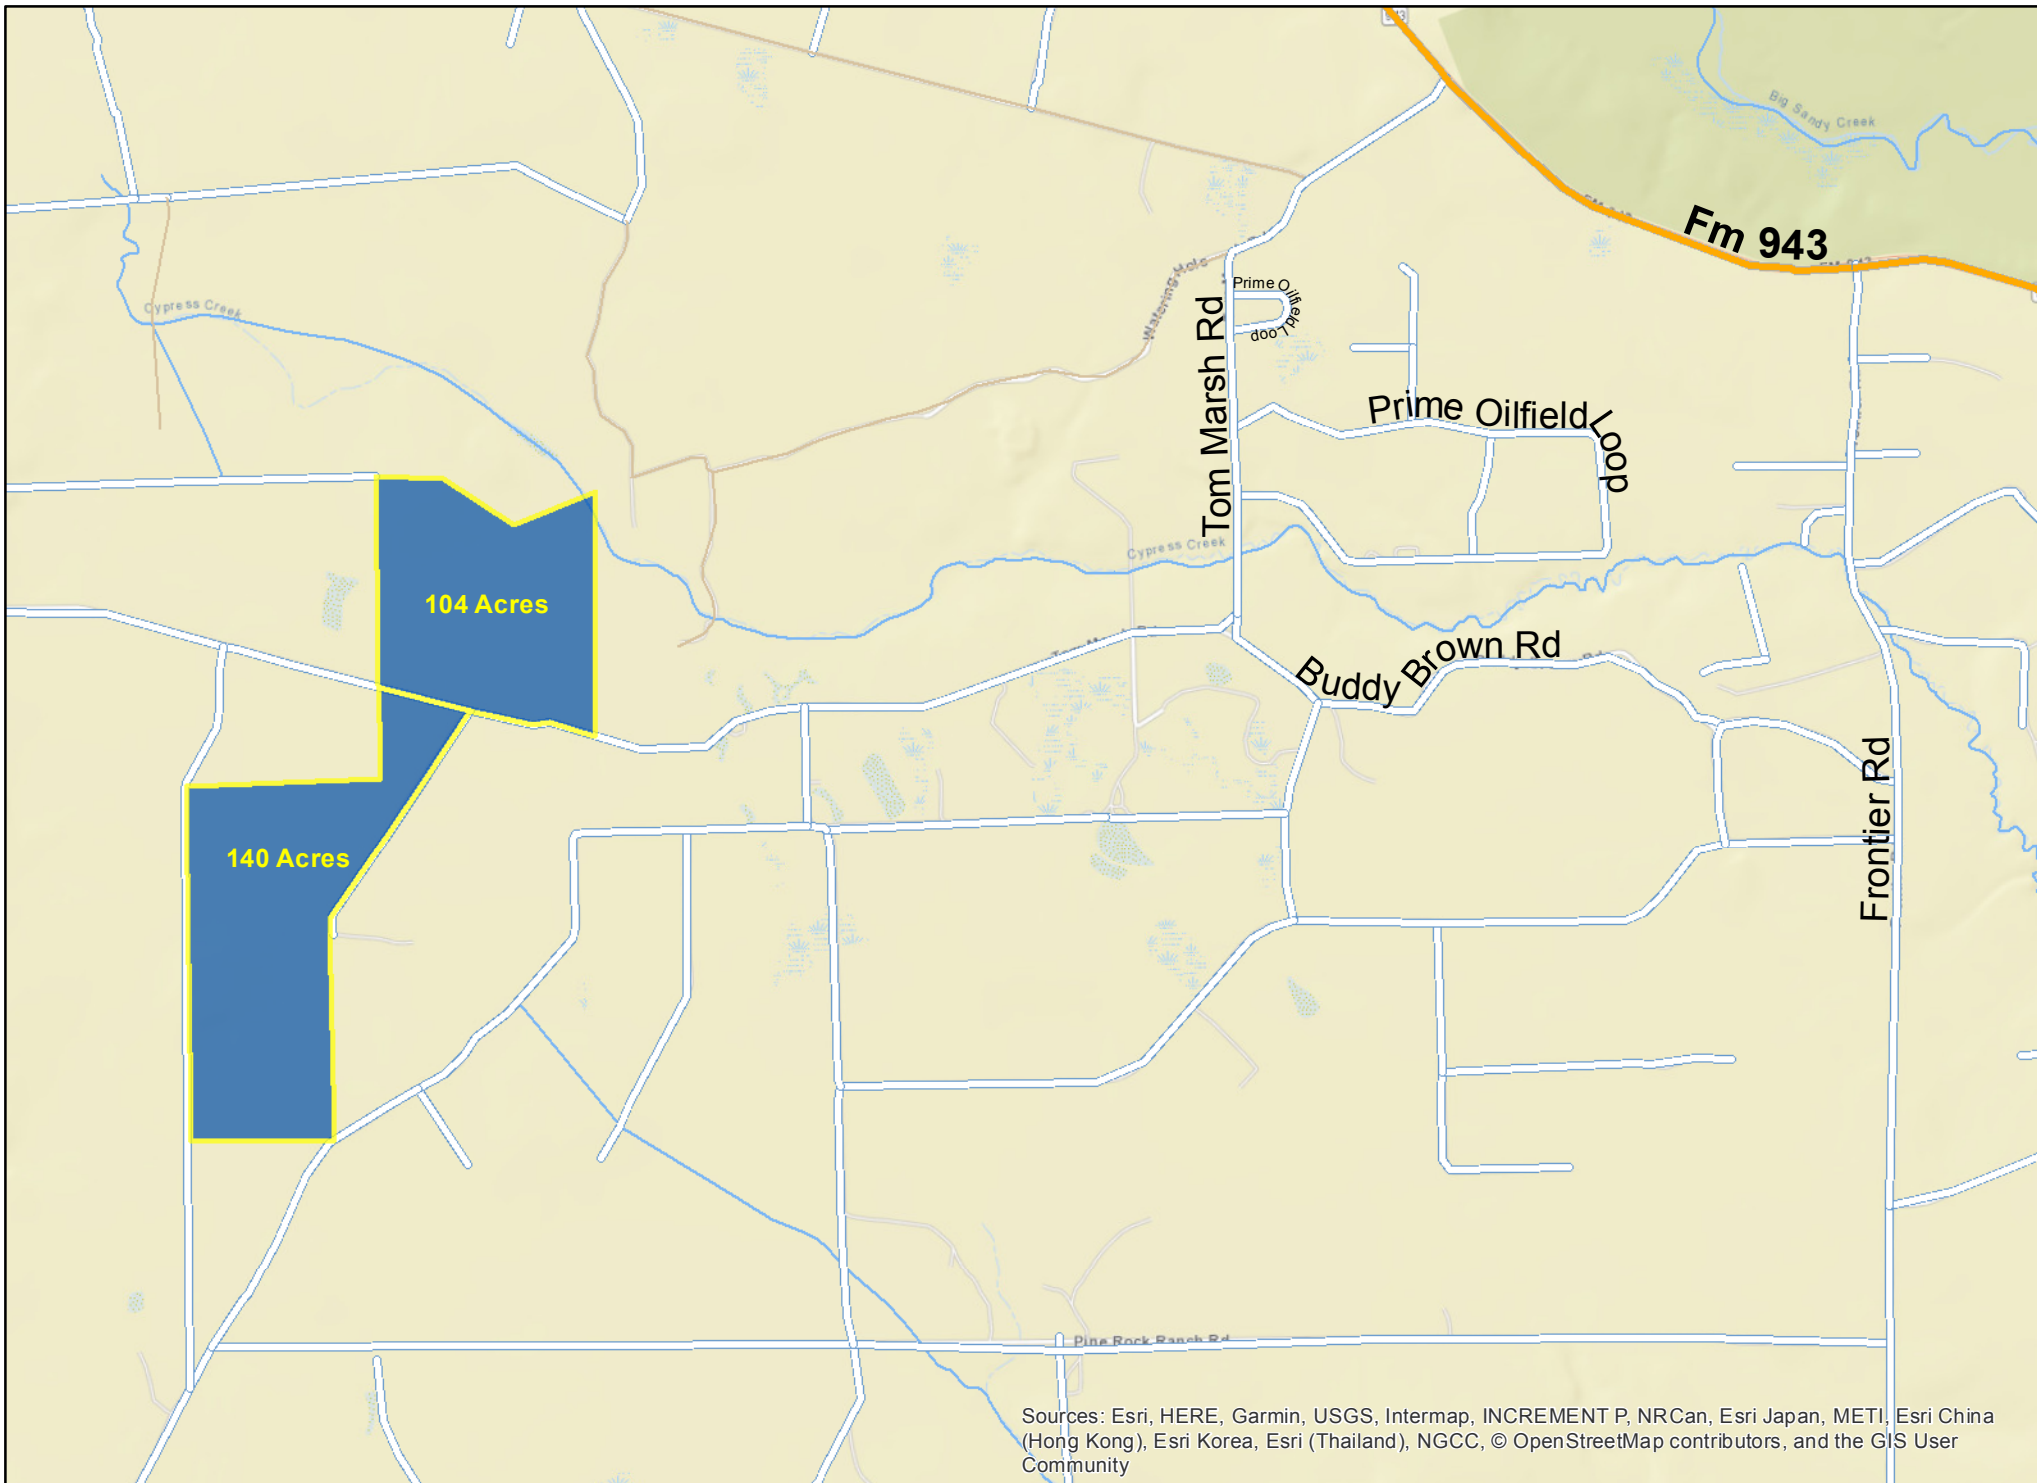 943
Big Sandy Creek
Fm 943
Watering Hole
Prime Oilfield Loop
Cypress Creek
Tom Marsh Rd
Prime Oilfield Loop
Cypress Creek
104 Acres
Buddy Brown Rd
Frontier Rd
140 Acres
Pine Rock Ranch Rd
Sources: Esri, HERE, Garmin, USGS, Intermap, INCREMENT P, NRCan, Esri Japan, METI, Esri China
(Hong Kong), Esri Korea, Esri (Thailand), NGCC, © OpenStreetMap contributors, and the GIS User
Community